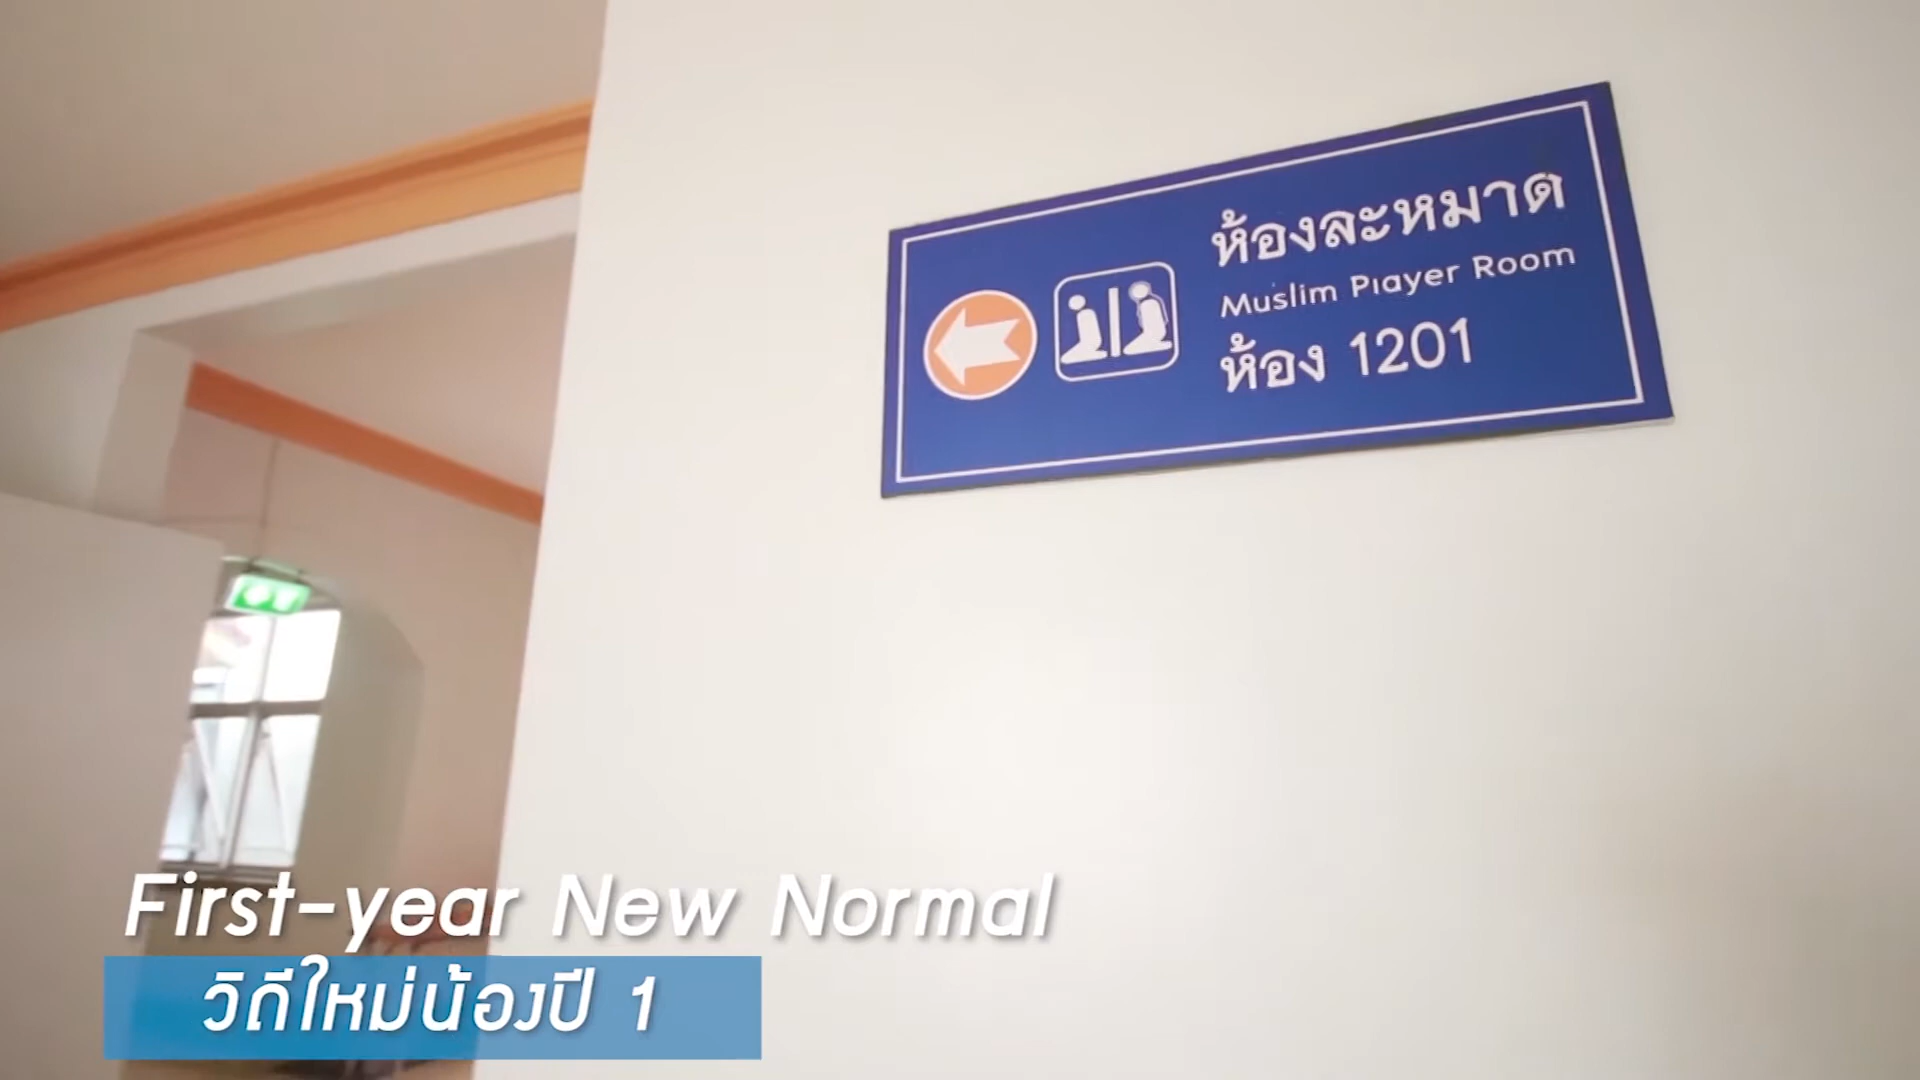 ห้องละหมาด
Muslim Prayer Room
ห้อง 1201
First-year New Normal
วิถีใหม่น้องปี 1